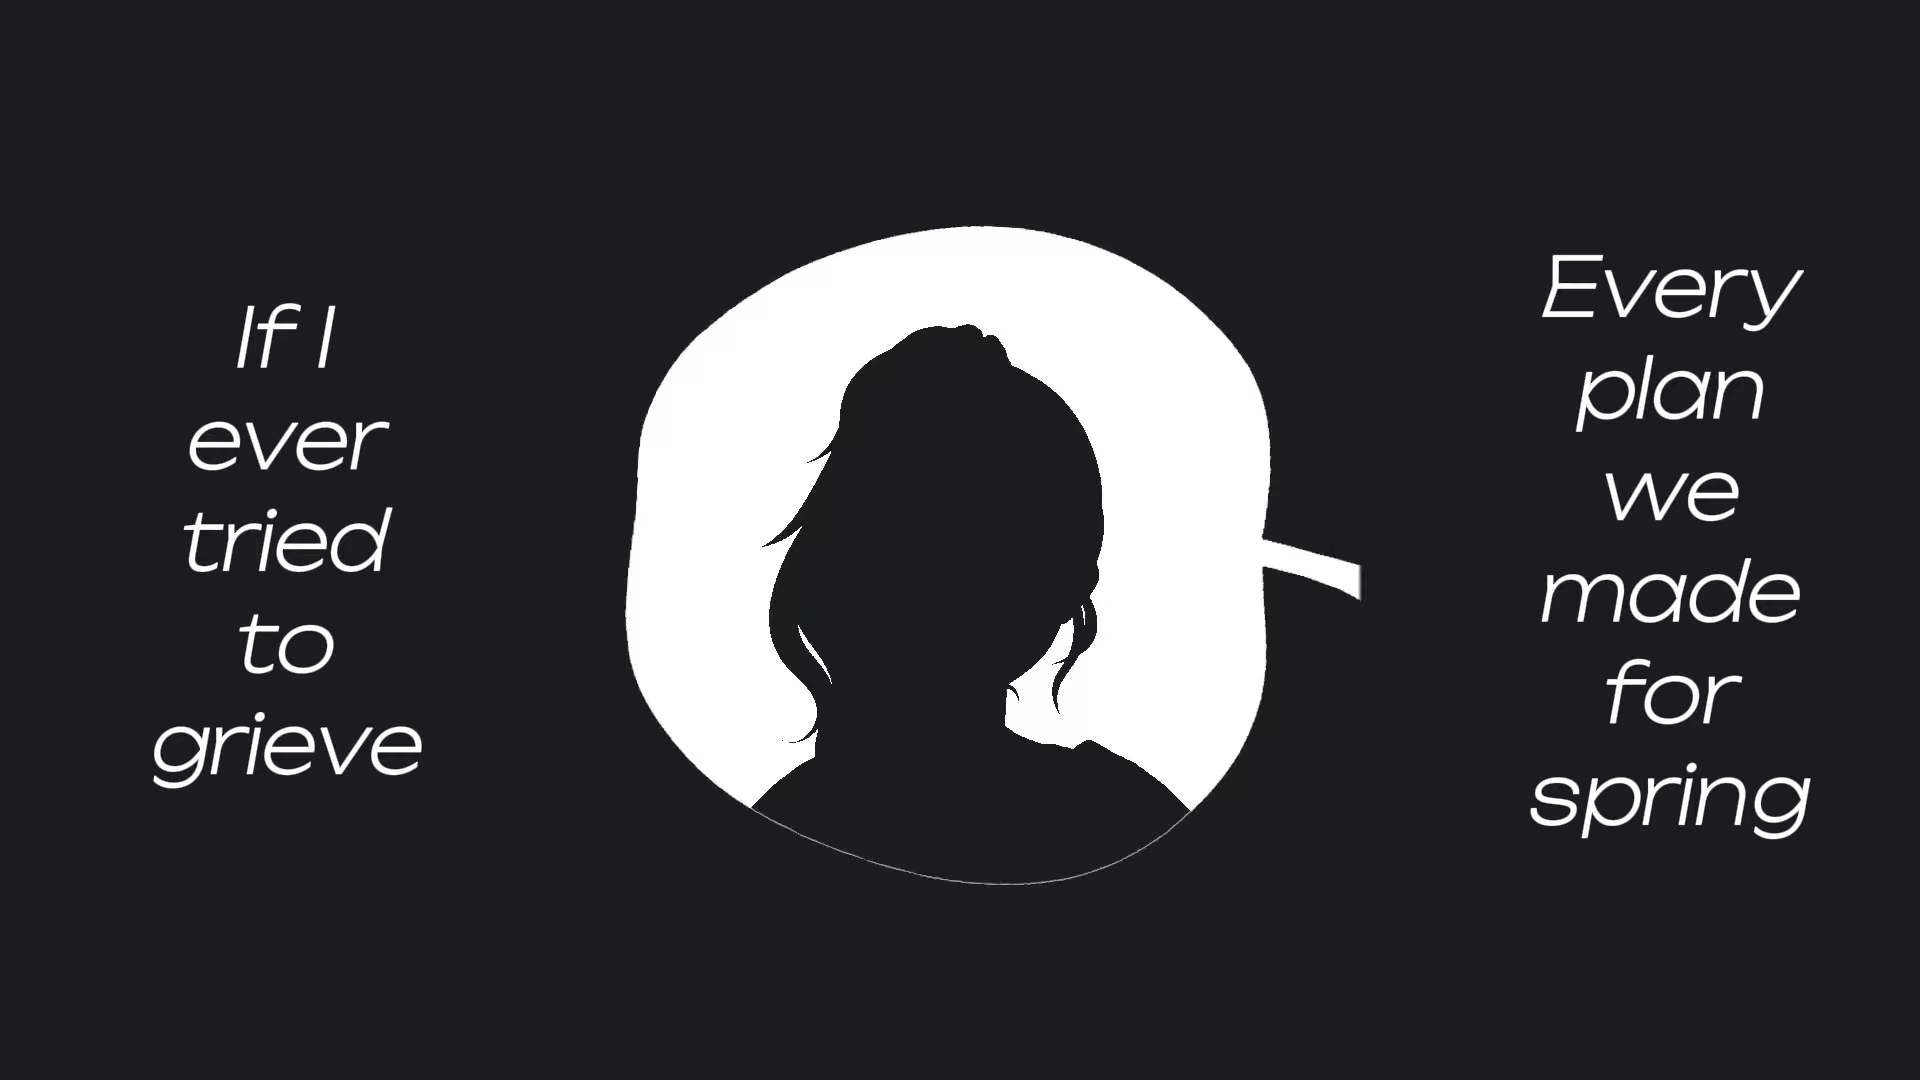 If I
ever
tried
to
grieve
Every
plan
we
made
for
spring